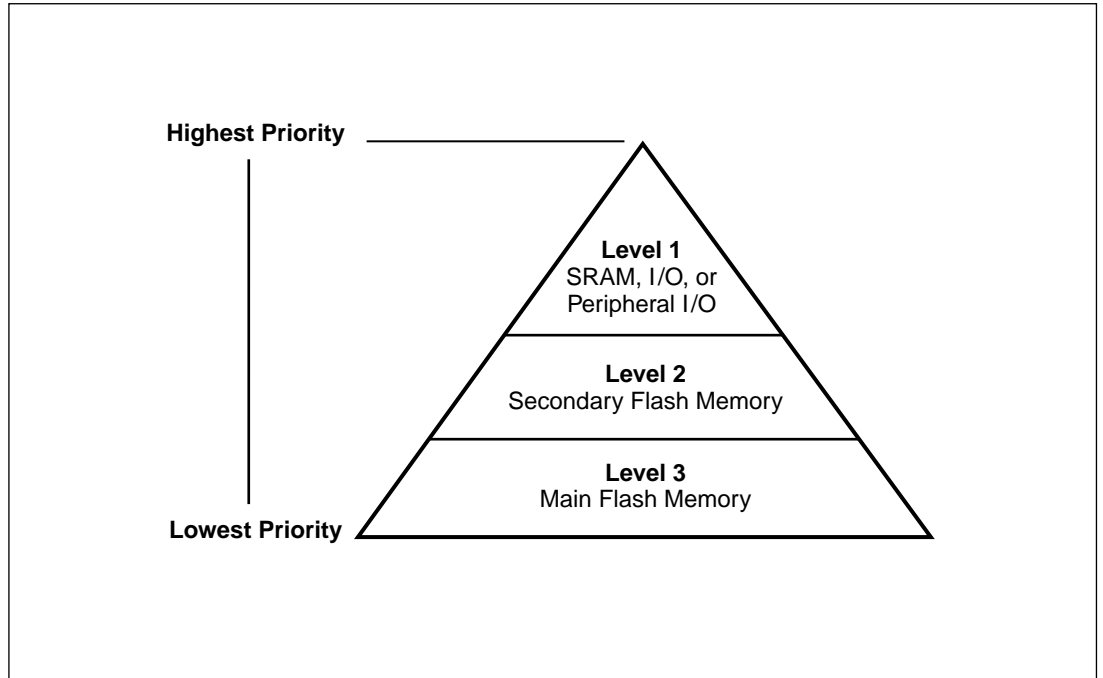 Highest Priority
Level 1
SRAM, I/O, or
Peripheral I/O
Level 2
Secondary Flash Memory
Level 3
Main Flash Memory
Lowest Priority